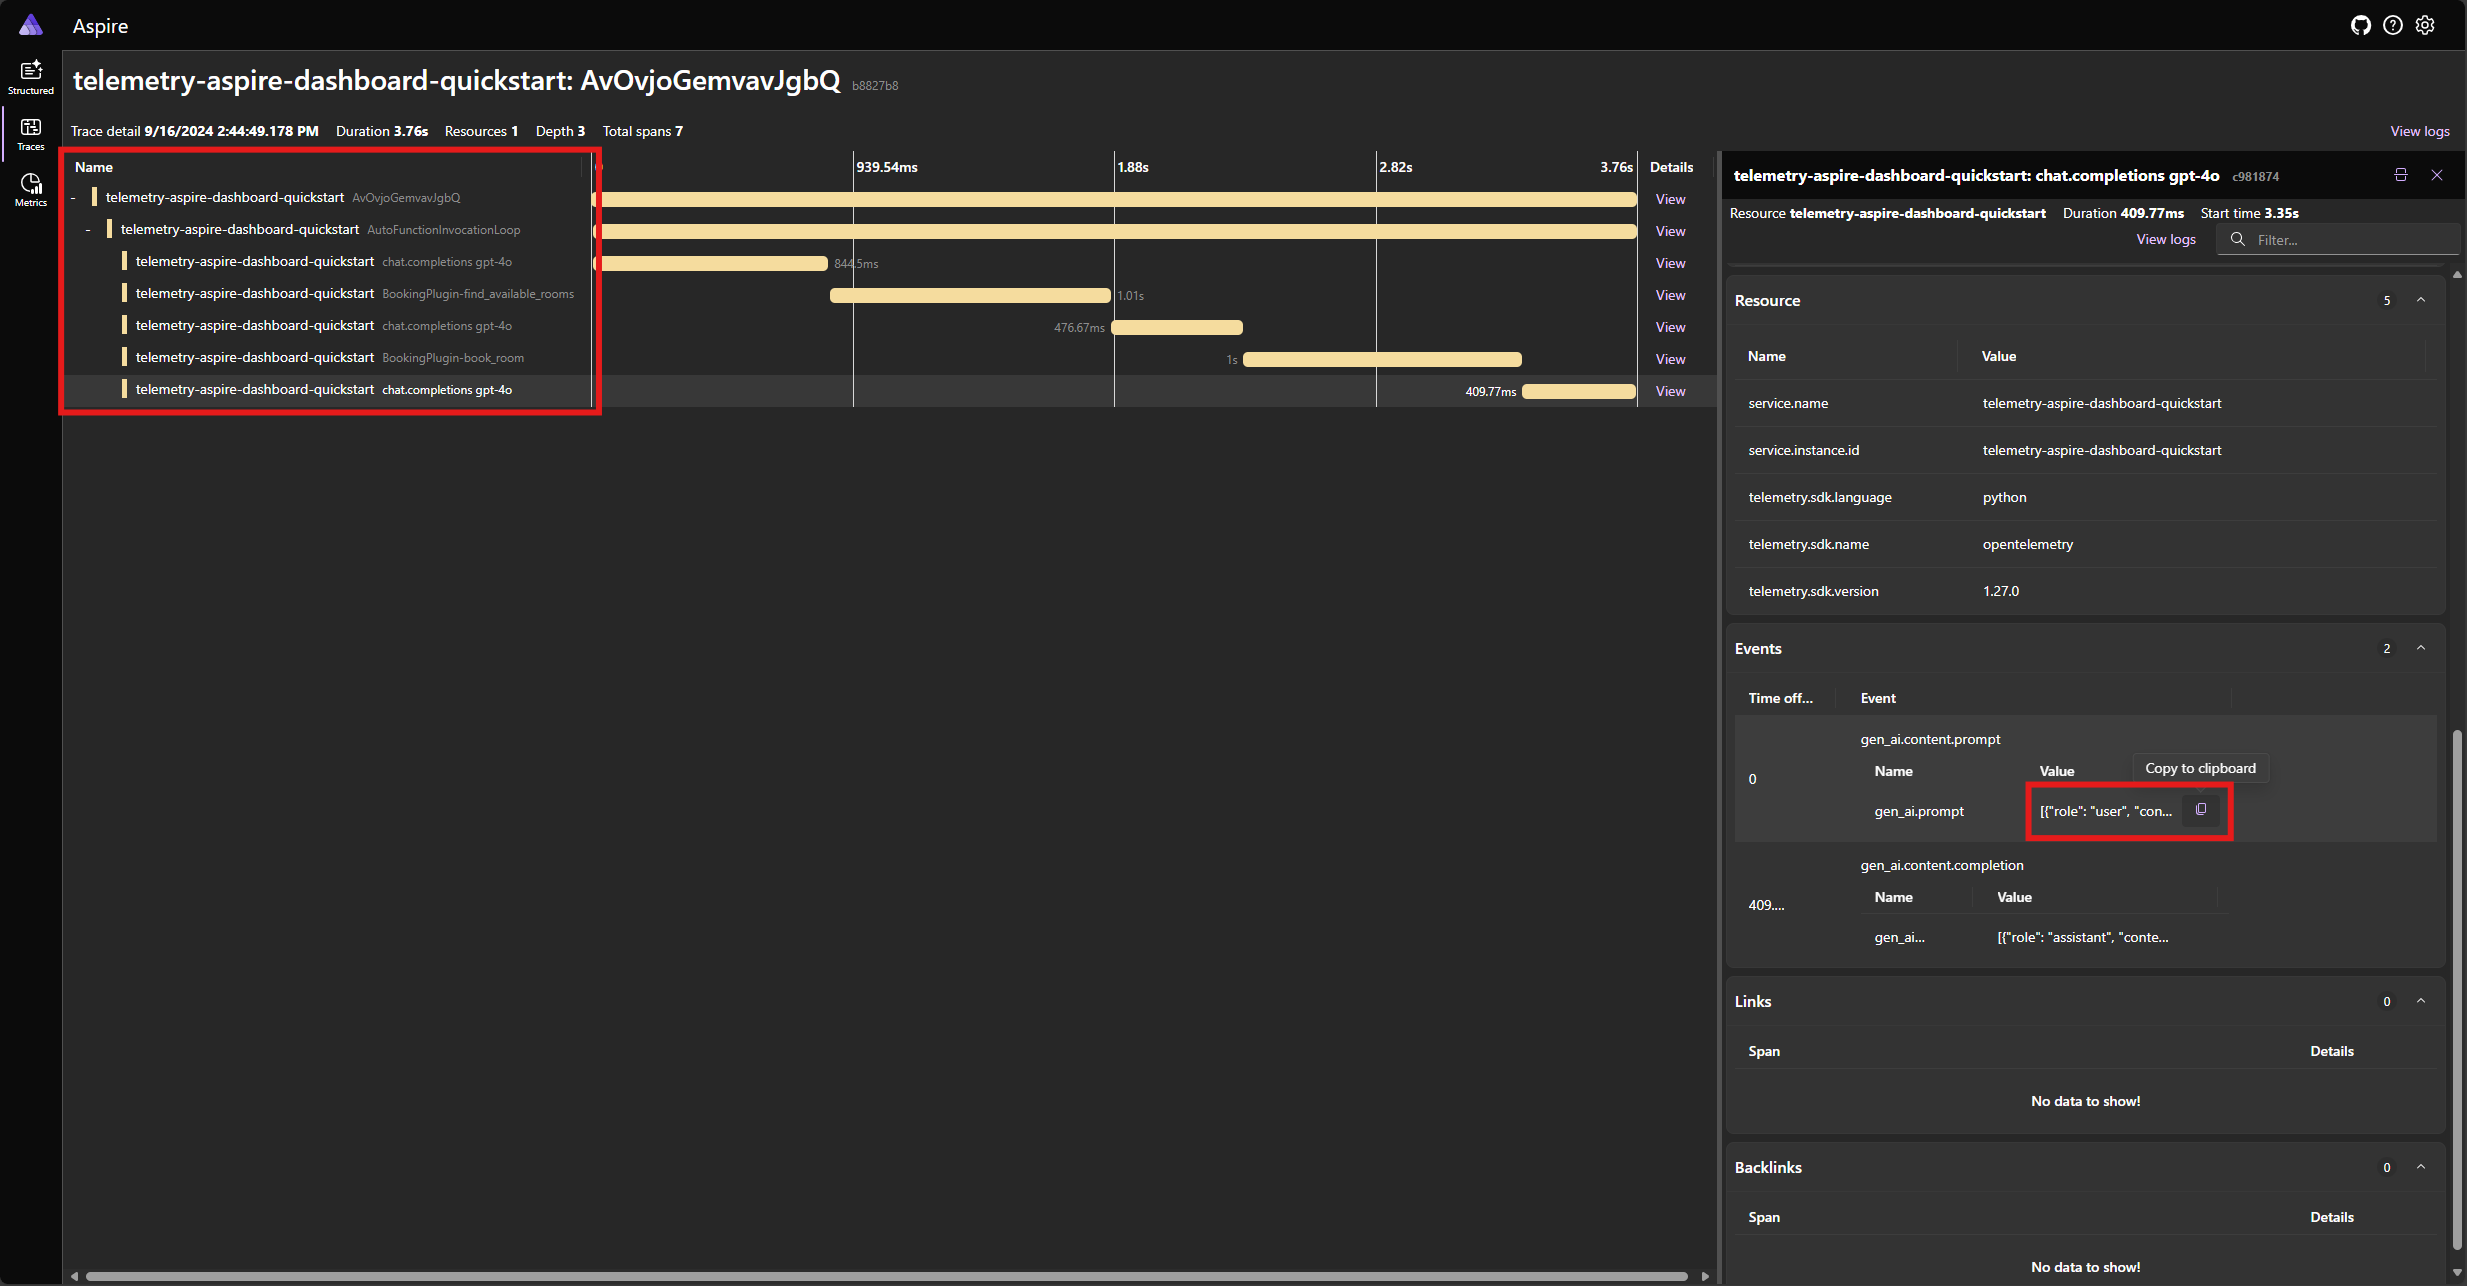 Aspire
Structured
Traces
Metrics
telemetry-aspire-dashboard-quickstart: AvOvjoGemvavJgbQ b8827b8
Trace detail 9/16/2024 2:44:49.178 PM Duration 3.76s Resources 1 Depth 3 Total spans 7
View logs
Name 939.54ms 1.88s 2.82s 3.76s Details
- telemetry-aspire-dashboard-quickstart AvOvjoGemvavJgbQ View
- telemetry-aspire-dashboard-quickstart AutoFunctionInvocationLoop View
telemetry-aspire-dashboard-quickstart chat.completions gpt-4o 844.5ms View
telemetry-aspire-dashboard-quickstart BookingPlugin-find_available_rooms 1.01s View
telemetry-aspire-dashboard-quickstart chat.completions gpt-4o 476.67ms View
telemetry-aspire-dashboard-quickstart BookingPlugin-book_room 1s View
telemetry-aspire-dashboard-quickstart chat.completions gpt-4o 409.77ms View
telemetry-aspire-dashboard-quickstart: chat.completions gpt-4o c981874
Resource telemetry-aspire-dashboard-quickstart Duration 409.77ms Start time 3.35s
View logs Filter...
Resource 5
Name Value
service.name telemetry-aspire-dashboard-quickstart
service.instance.id telemetry-aspire-dashboard-quickstart
telemetry.sdk.language python
telemetry.sdk.name opentelemetry
telemetry.sdk.version 1.27.0
Events 2
Time off... Event
gen_ai.content.prompt
Name Value Copy to clipboard
0
gen_ai.prompt [{"role": "user", "con...
gen_ai.content.completion
Name Value
409....
gen_ai... [{"role": "assistant", "conte...
Links 0
Span Details
No data to show!
Backlinks 0
Span Details
No data to show!